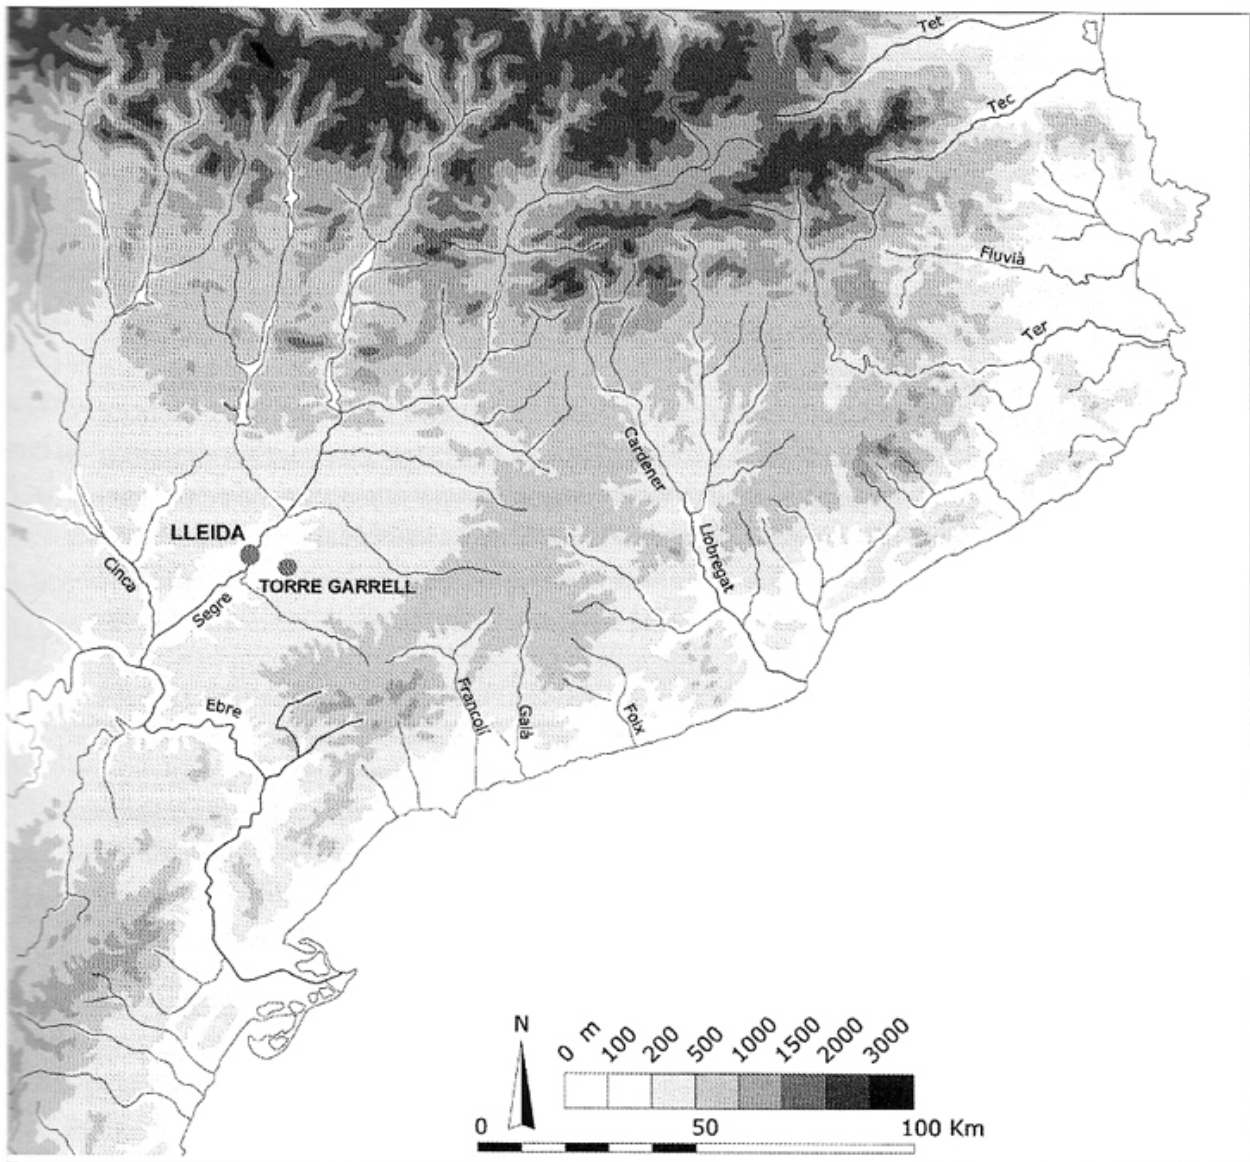 Tet
Tec
Fluvià
Ter
Cardener
Llobregat
LLEIDA
TORRE GARRELL
Cinca
Segre
Ebre
Francolí
Gaià
Foix
N
0 m 100 200 500 1000 1500 2000 3000
0 50 100 Km